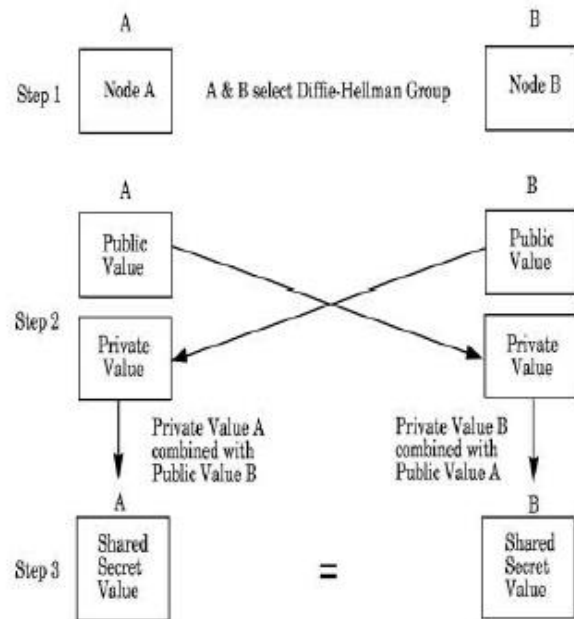 A
B
Step 1
Node A
A & B select Diffie-Hellman Group
Node B
A
B
Public
Value
Public
Value
Step 2
Private
Value
Private
Value
Private Value A
combined with
Public Value B
Private Value B
combined with
Public Value A
A
B
Step 3
Shared
Secret
Value
=
Shared
Secret
Value